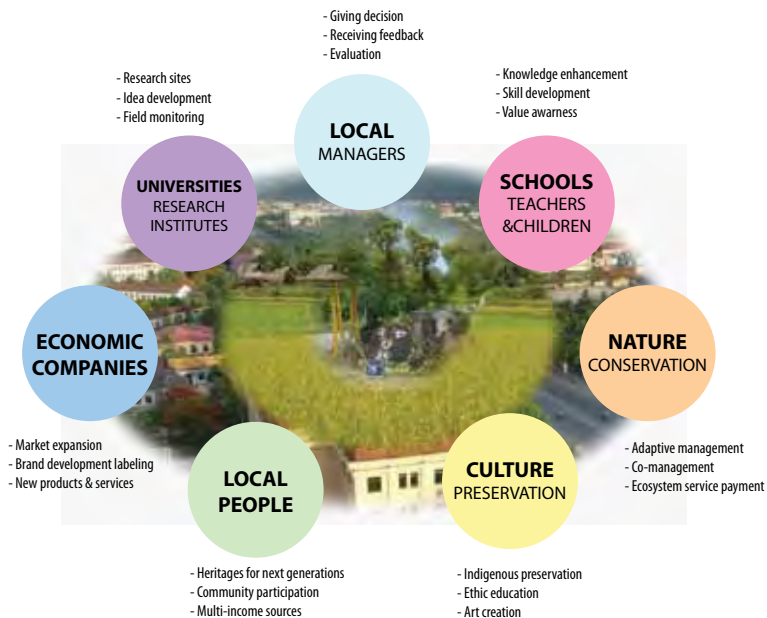 - Giving decision
- Receiving feedback
- Evaluation
LOCAL
MANAGERS
- Research sites
- Idea development
- Field monitoring
UNIVERSITIES
RESEARCH
INSTITUTES
- Knowledge enhancement
- Skill development
- Value awarness
SCHOOLS
TEACHERS
&CHILDREN
ECONOMIC
COMPANIES
- Market expansion
- Brand development labeling
- New products & services
NATURE
CONSERVATION
- Adaptive management
- Co-management
- Ecosystem service payment
LOCAL
PEOPLE
- Heritages for next generations
- Community participation
- Multi-income sources
CULTURE
PRESERVATION
- Indigenous preservation
- Ethic education
- Art creation